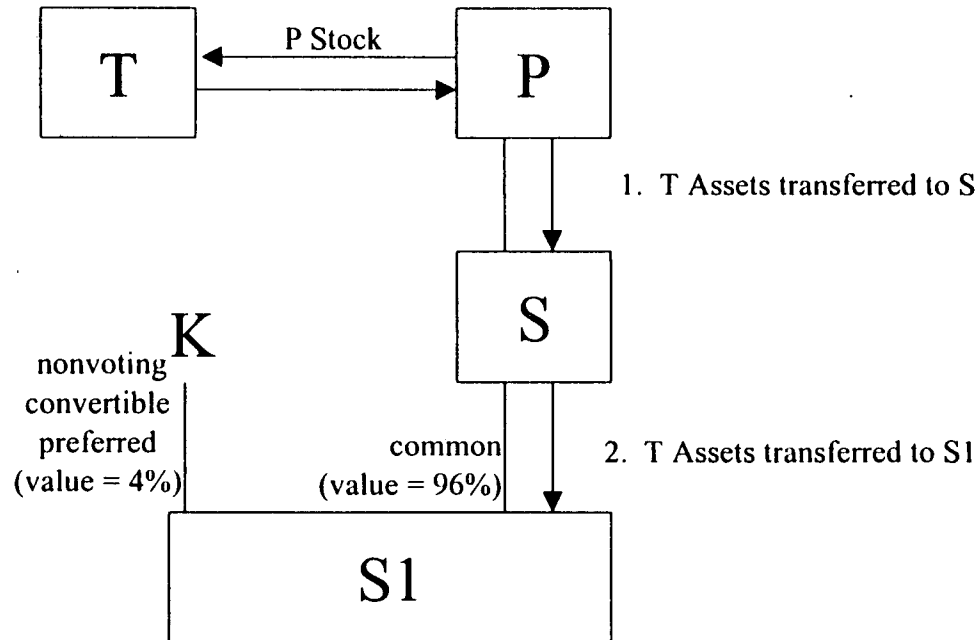 P Stock
T
P
1. T Assets transferred to S
S
K
nonvoting
convertible
preferred
(value = 4%)
common
(value = 96%)
2. T Assets transferred to S1
S1